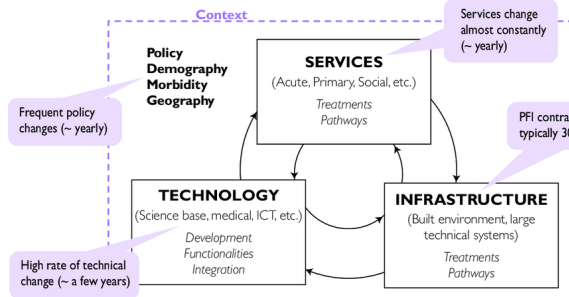 Context
Services change
almost constantly
(~ yearly)
Policy
Demography
Morbidity
Geography
SERVICES
(Acute, Primary, Social, etc.)
Treatments
Pathways
Frequent policy
changes (~ yearly)
PFI
typically
TECHNOLOGY
(Science base, medical, ICT, etc.)
Development
Functionalities
Integration
INFRASTRUCTURE
(Built environment, large
technical systems)
Treatments
Pathways
High rate of technical
change (~ a few years)